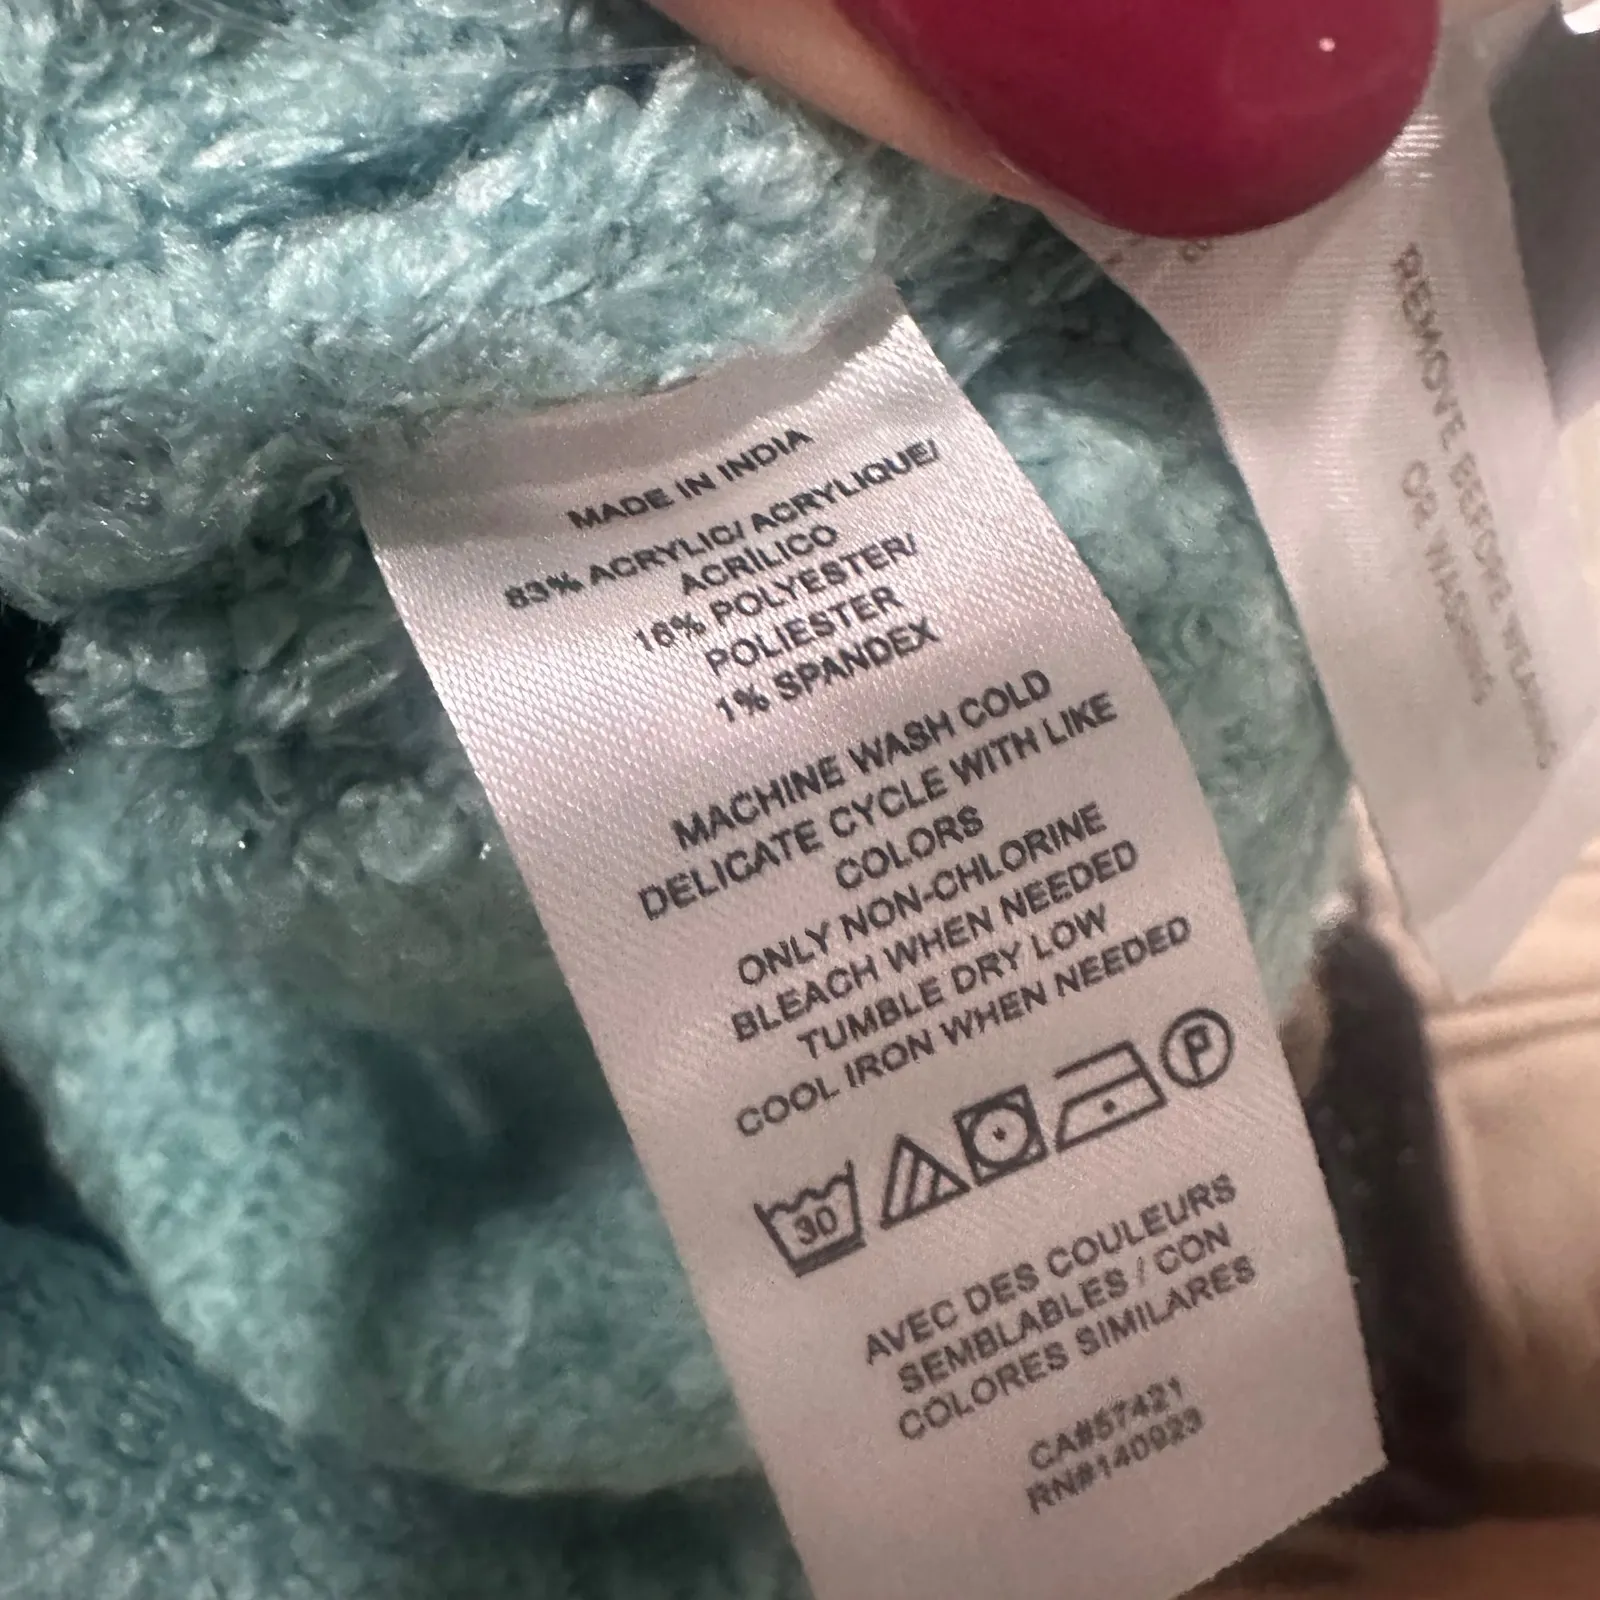 MADE IN INDIA
83% ACRYLIC/ ACRYLIQUE/
ACRÍLICO
16% POLYESTER/
POLIESTER
1% SPANDEX
MACHINE WASH COLD
DELICATE CYCLE WITH LIKE
COLORS
ONLY NON-CHLORINE
BLEACH WHEN NEEDED
TUMBLE DRY LOW
COOL IRON WHEN NEEDED
30
P
AVEC DES COULEURS
SEMBLABLES / CON
COLORES SIMILARES
CA#57421
RN#140923
REMOVE BEFORE WEARING
OR WASHING